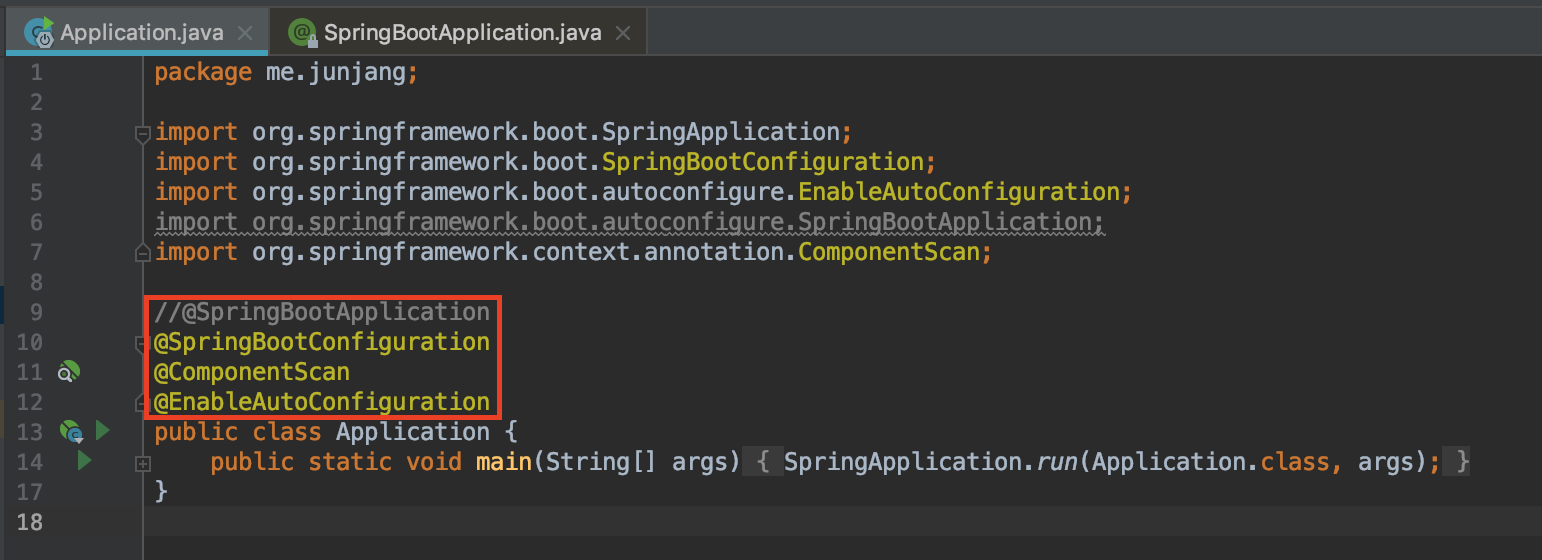 Application.java
SpringBootApplication.java
1 package me.junjang;
2
3 import org.springframework.boot.SpringApplication;
4 import org.springframework.boot.SpringBootConfiguration;
5 import org.springframework.boot.autoconfigure.EnableAutoConfiguration;
6 import org.springframework.boot.autoconfigure.SpringBootApplication;
7 import org.springframework.context.annotation.ComponentScan;
8
9 //@SpringBootApplication
10 @SpringBootConfiguration
11 @ComponentScan
12 @EnableAutoConfiguration
13 public class Application {
14 public static void main(String[] args) { SpringApplication.run(Application.class, args); }
17 }
18